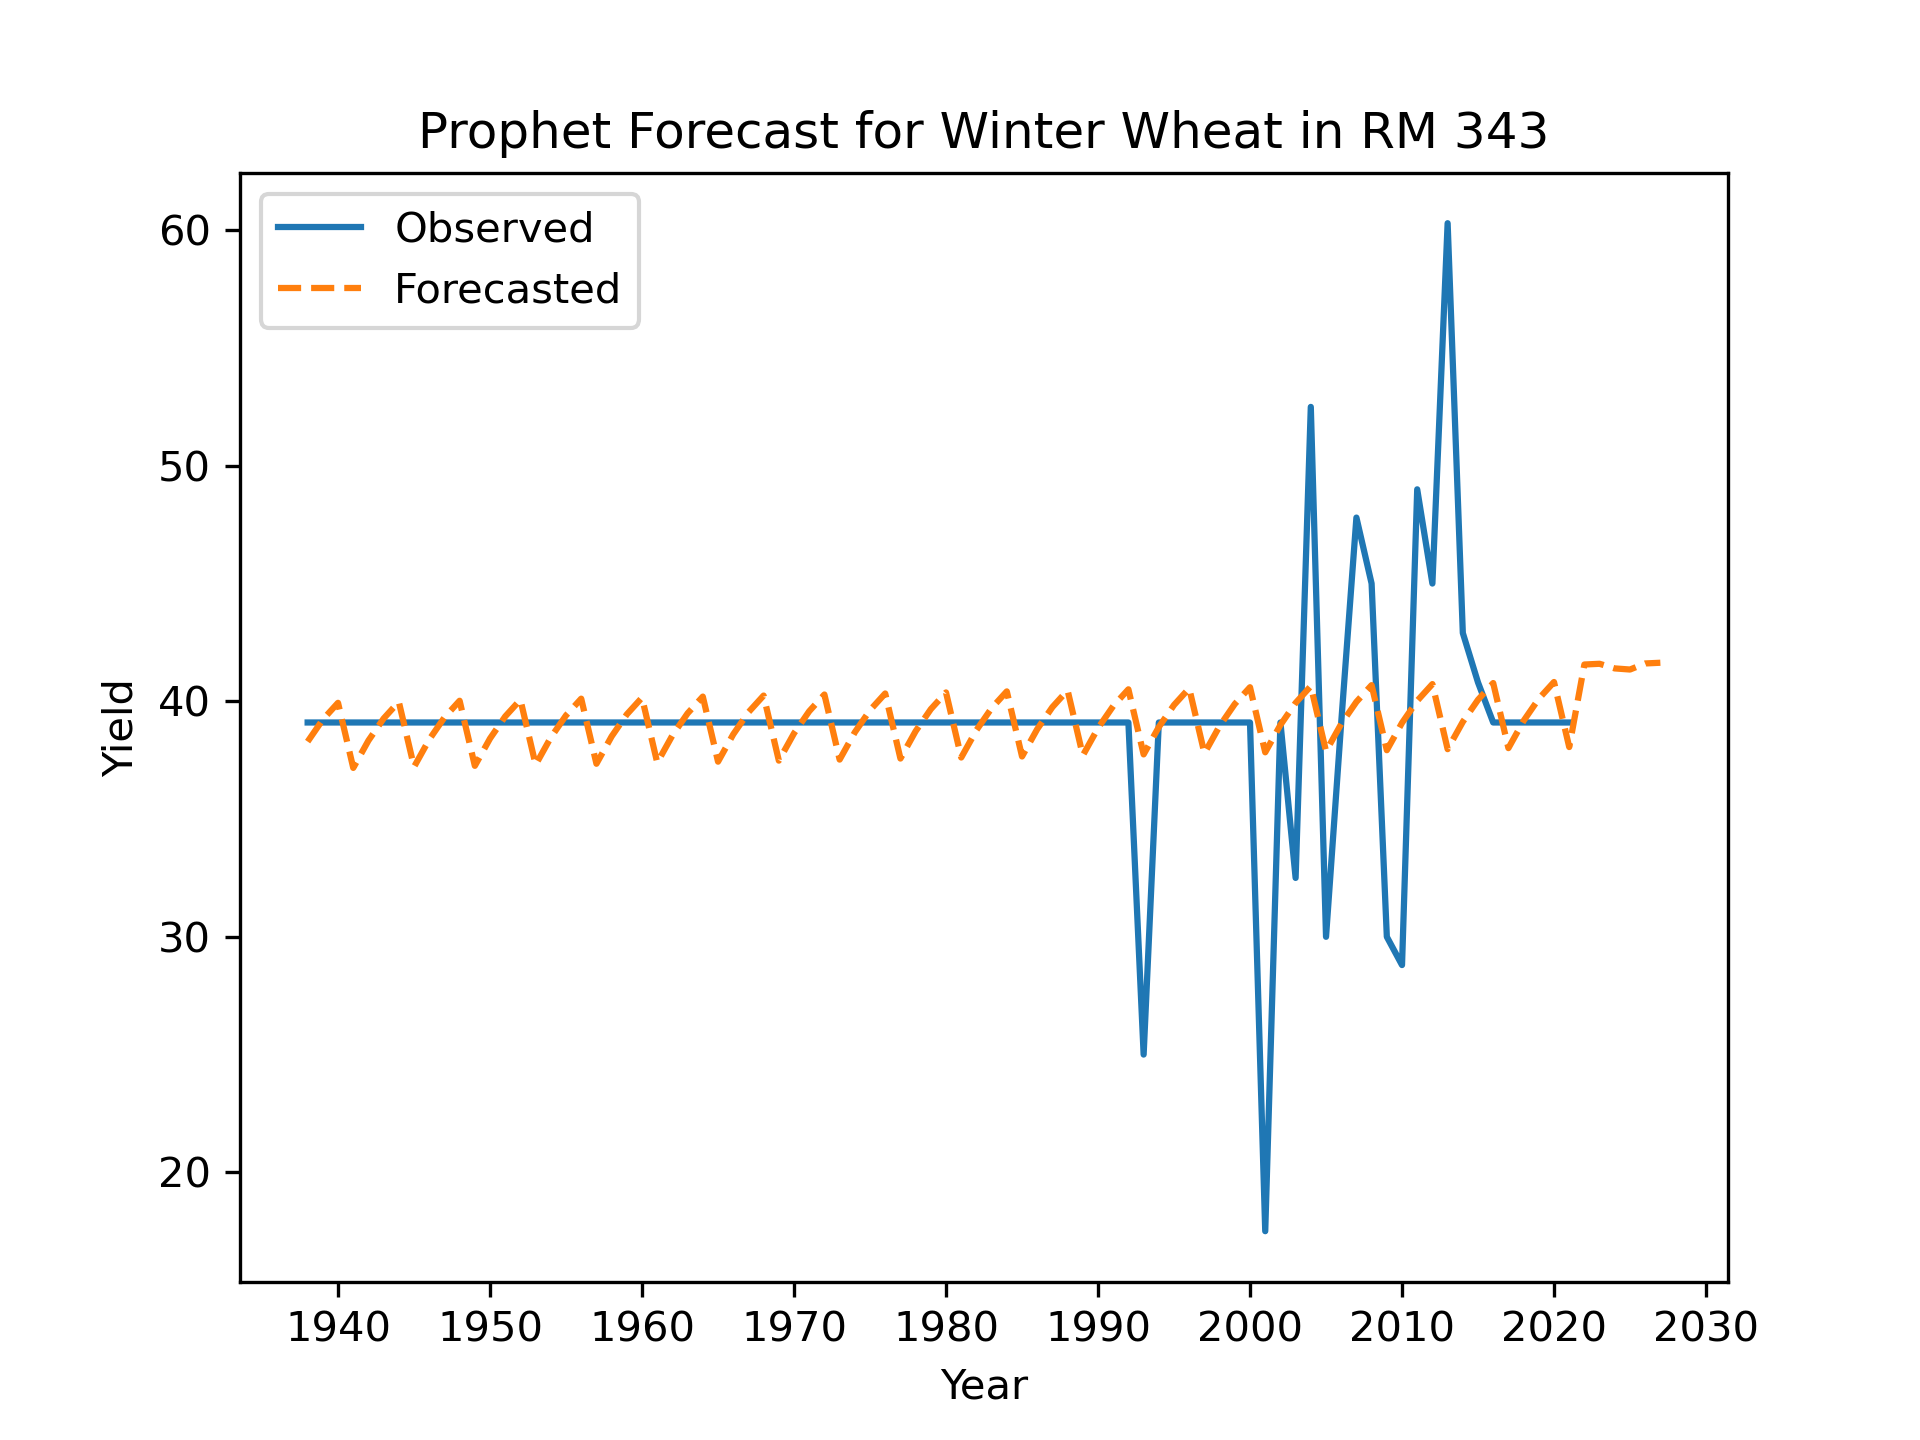 Prophet Forecast for Winter Wheat in RM 343
Observed
Forecasted
60
50
40
30
20
Yield
1940 1950 1960 1970 1980 1990 2000 2010 2020 2030
Year